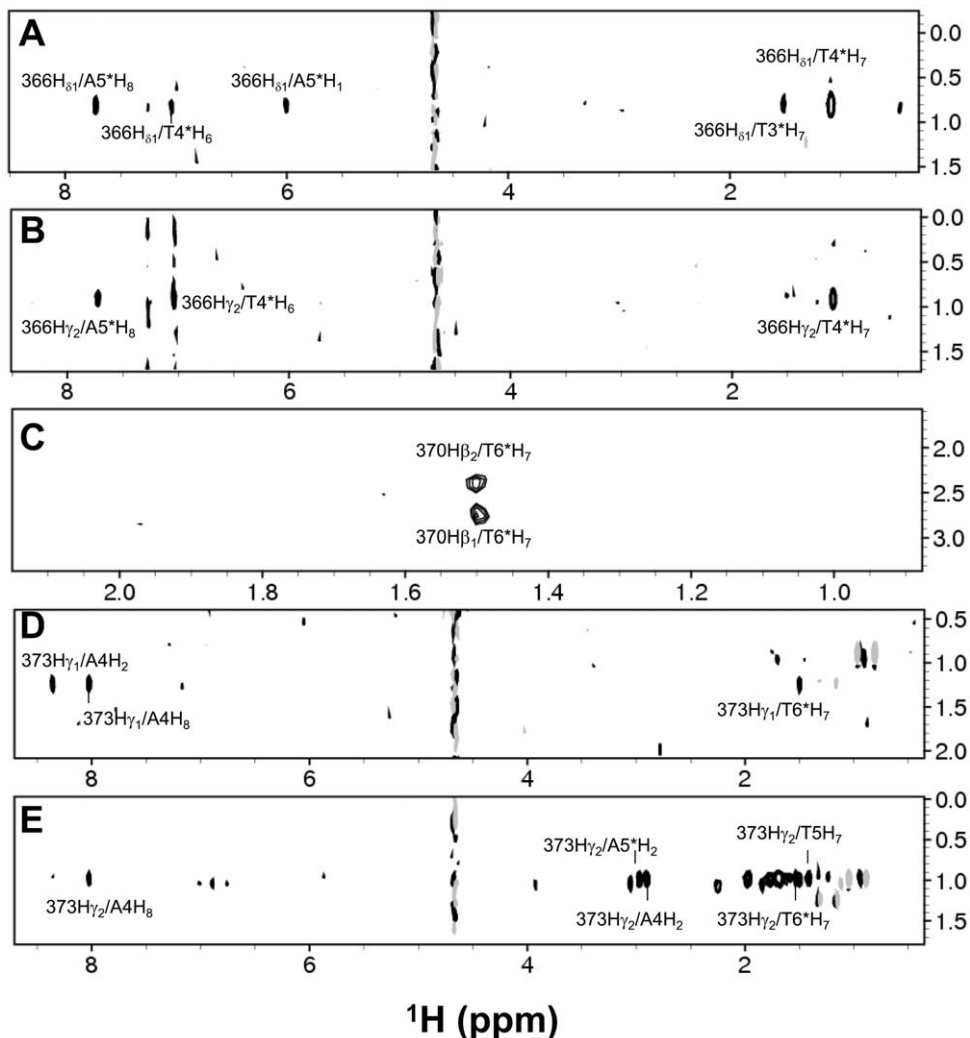 A
366Hδ1/A5*H8
366Hδ1/A5*H1
366Hδ1/T4*H7
366Hδ1/T4*H6
366Hδ1/T3*H7
0.0
0.5
1.0
1.5
8 6 4 2
B
366Hγ2/A5*H8
366Hγ2/T4*H6
366Hγ2/T4*H7
0.0
0.5
1.0
1.5
8 6 4 2
C
370Hβ2/T6*H7
370Hβ1/T6*H7
2.0
2.5
3.0
2.0 1.8 1.6 1.4 1.2 1.0
D
373Hγ1/A4H2
373Hγ1/A4H8
373Hγ1/T6*H7
0.5
1.0
1.5
2.0
8 6 4 2
E
373Hγ2/A5*H2
373Hγ2/T5H7
373Hγ2/A4H8
373Hγ2/A4H2
373Hγ2/T6*H7
0.0
0.5
1.0
1.5
8 6 4 2
¹H (ppm)